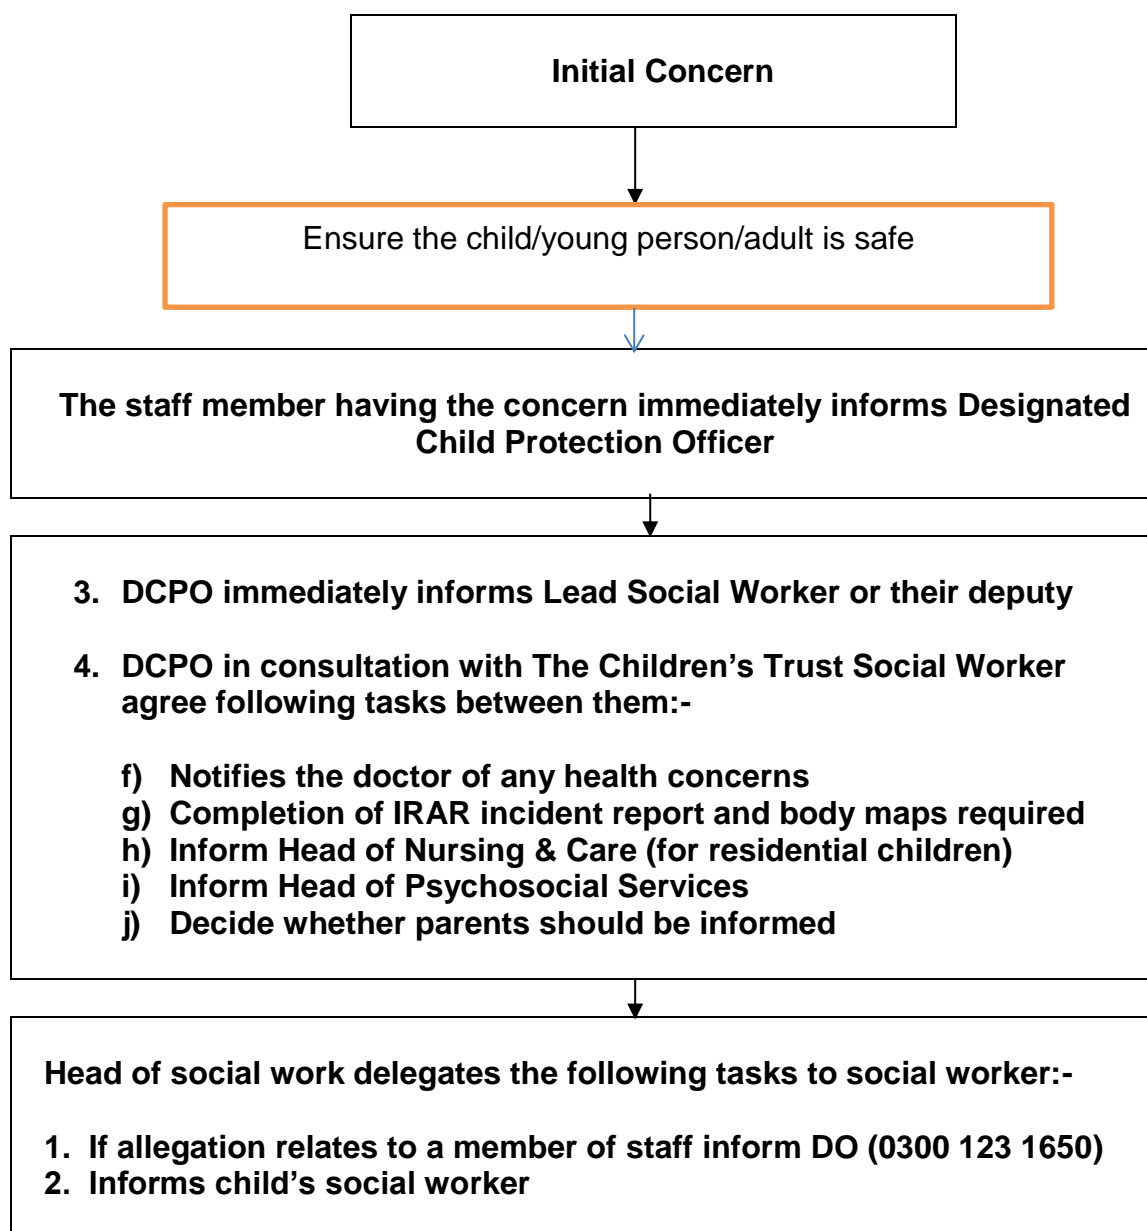 Initial Concern
Ensure the child/young person/adult is safe
The staff member having the concern immediately informs Designated
Child Protection Officer
3. DCPO immediately informs Lead Social Worker or their deputy
4. DCPO in consultation with The Children’s Trust Social Worker
agree following tasks between them:-
f) Notifies the doctor of any health concerns
g) Completion of IRAR incident report and body maps required
h) Inform Head of Nursing & Care (for residential children)
i) Inform Head of Psychosocial Services
j) Decide whether parents should be informed
Head of social work delegates the following tasks to social worker:-
1. If allegation relates to a member of staff inform DO (0300 123 1650)
2. Informs child’s social worker